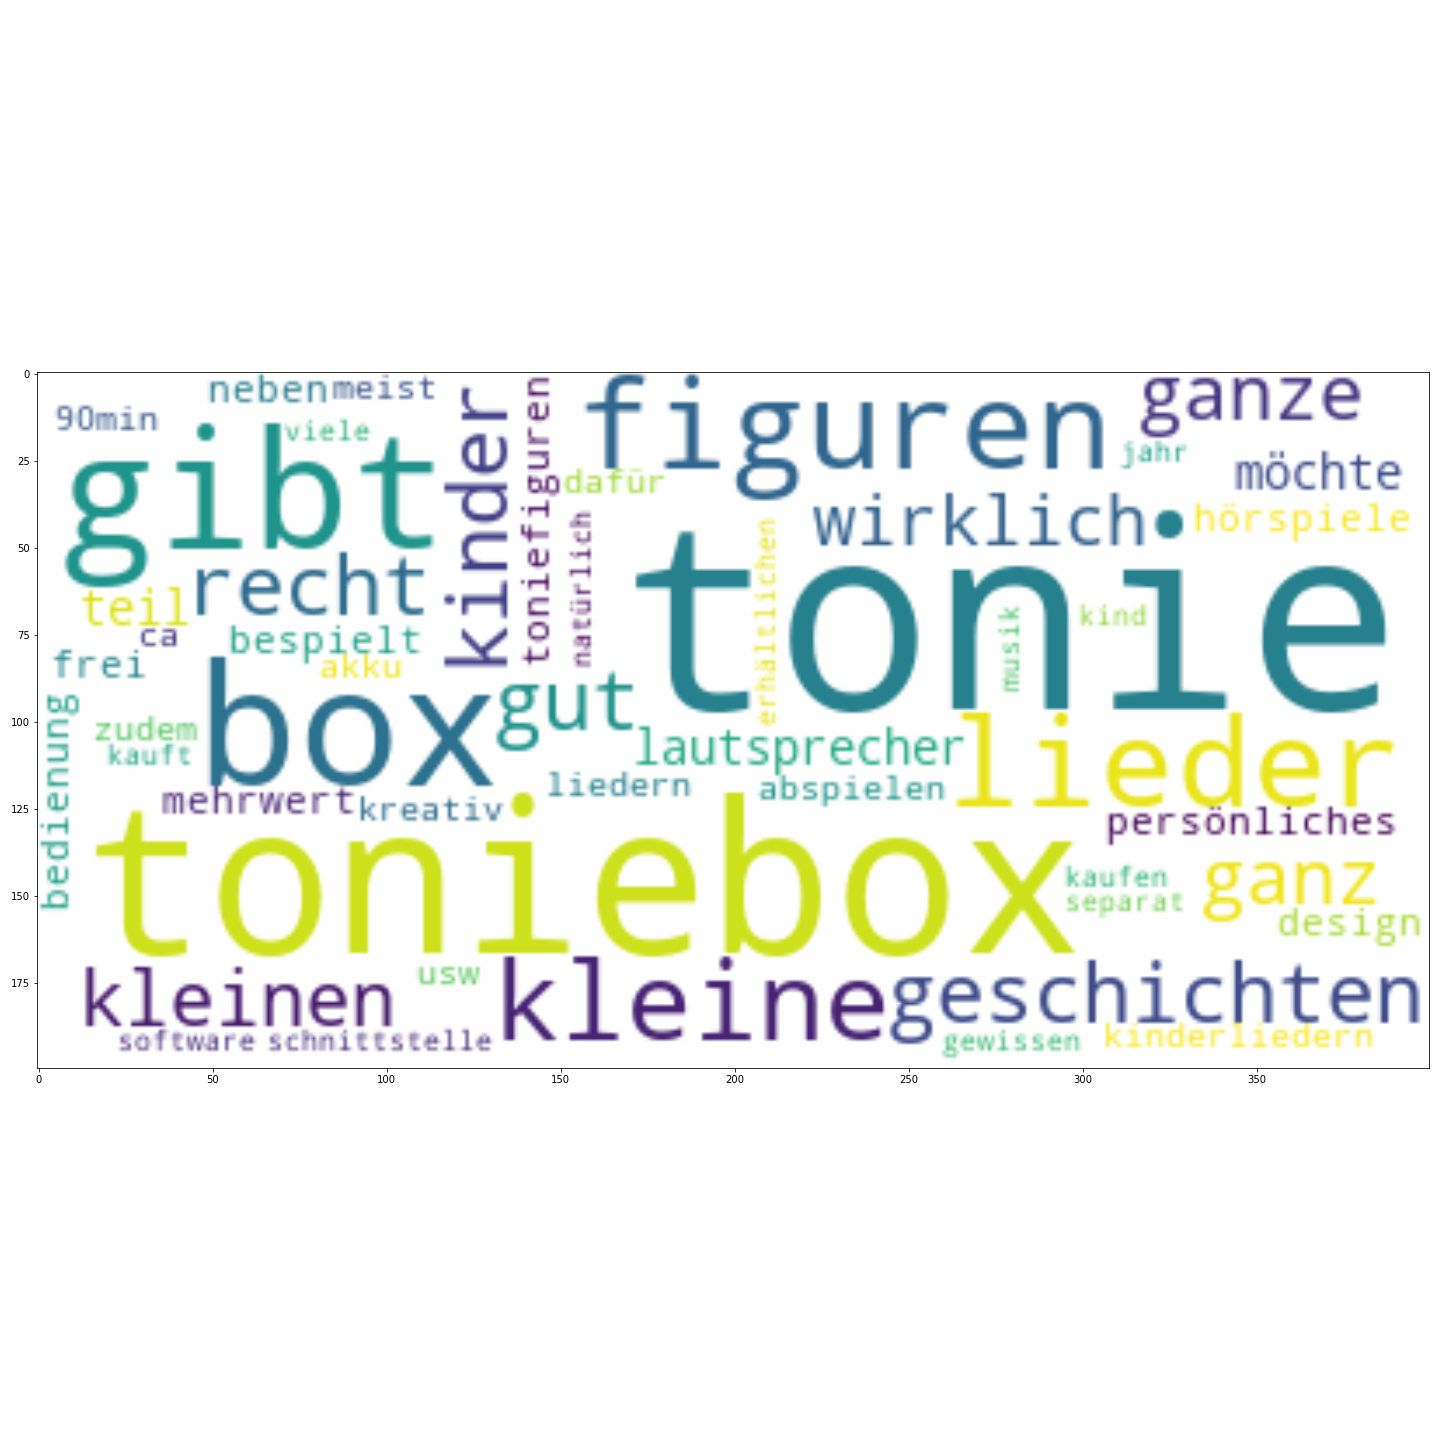 neben meist
90min
viele
gibt
kinder
toniefiguren
figuren
ganze
jahr
dafür
möchte
wirklich
hörspiele
natürlich
tonie
erhältlichen
musik
kind
recht
teil
ca
bespielt
frei
akku
box
gut
bedienung
zudem
kauft
lautsprecher
lieder
liedern
abspielen
mehrwert
kreativ
persönliches
toniebox
kaufen
separat
ganz
design
kleinen
usw
kleine
geschichten
software schnittstelle
gewissen
kinderliedern
0
25
50
75
100
125
150
175
0 50 100 150 200 250 300 350